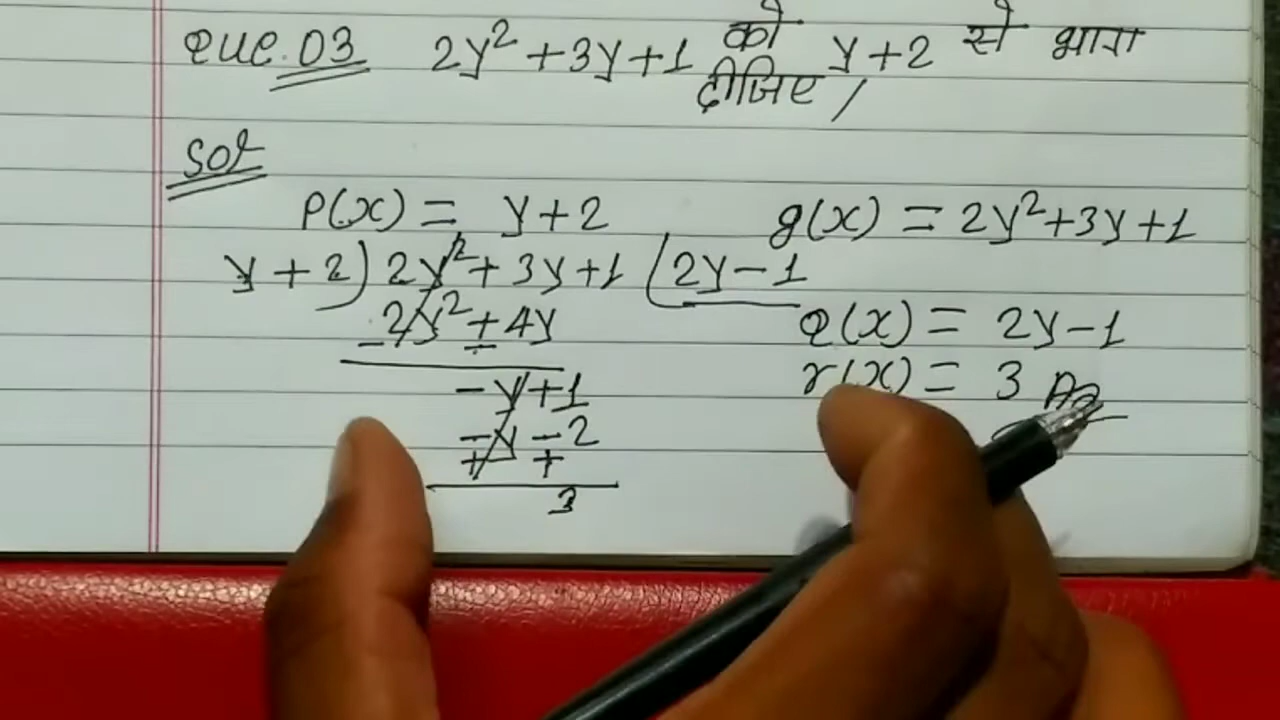 Que. 03 2y² + 3y + 1 को y + 2 से भाग
दीजिए /
Sol
P(x) = y + 2 g(x) = 2y² + 3y + 1
y + 2 ) 2y² + 3y + 1 ( 2y - 1
2y² + 4y Q(x) = 2y - 1
- -
- y + 1 r(x) = 3 As
- y - 2
+ +
3